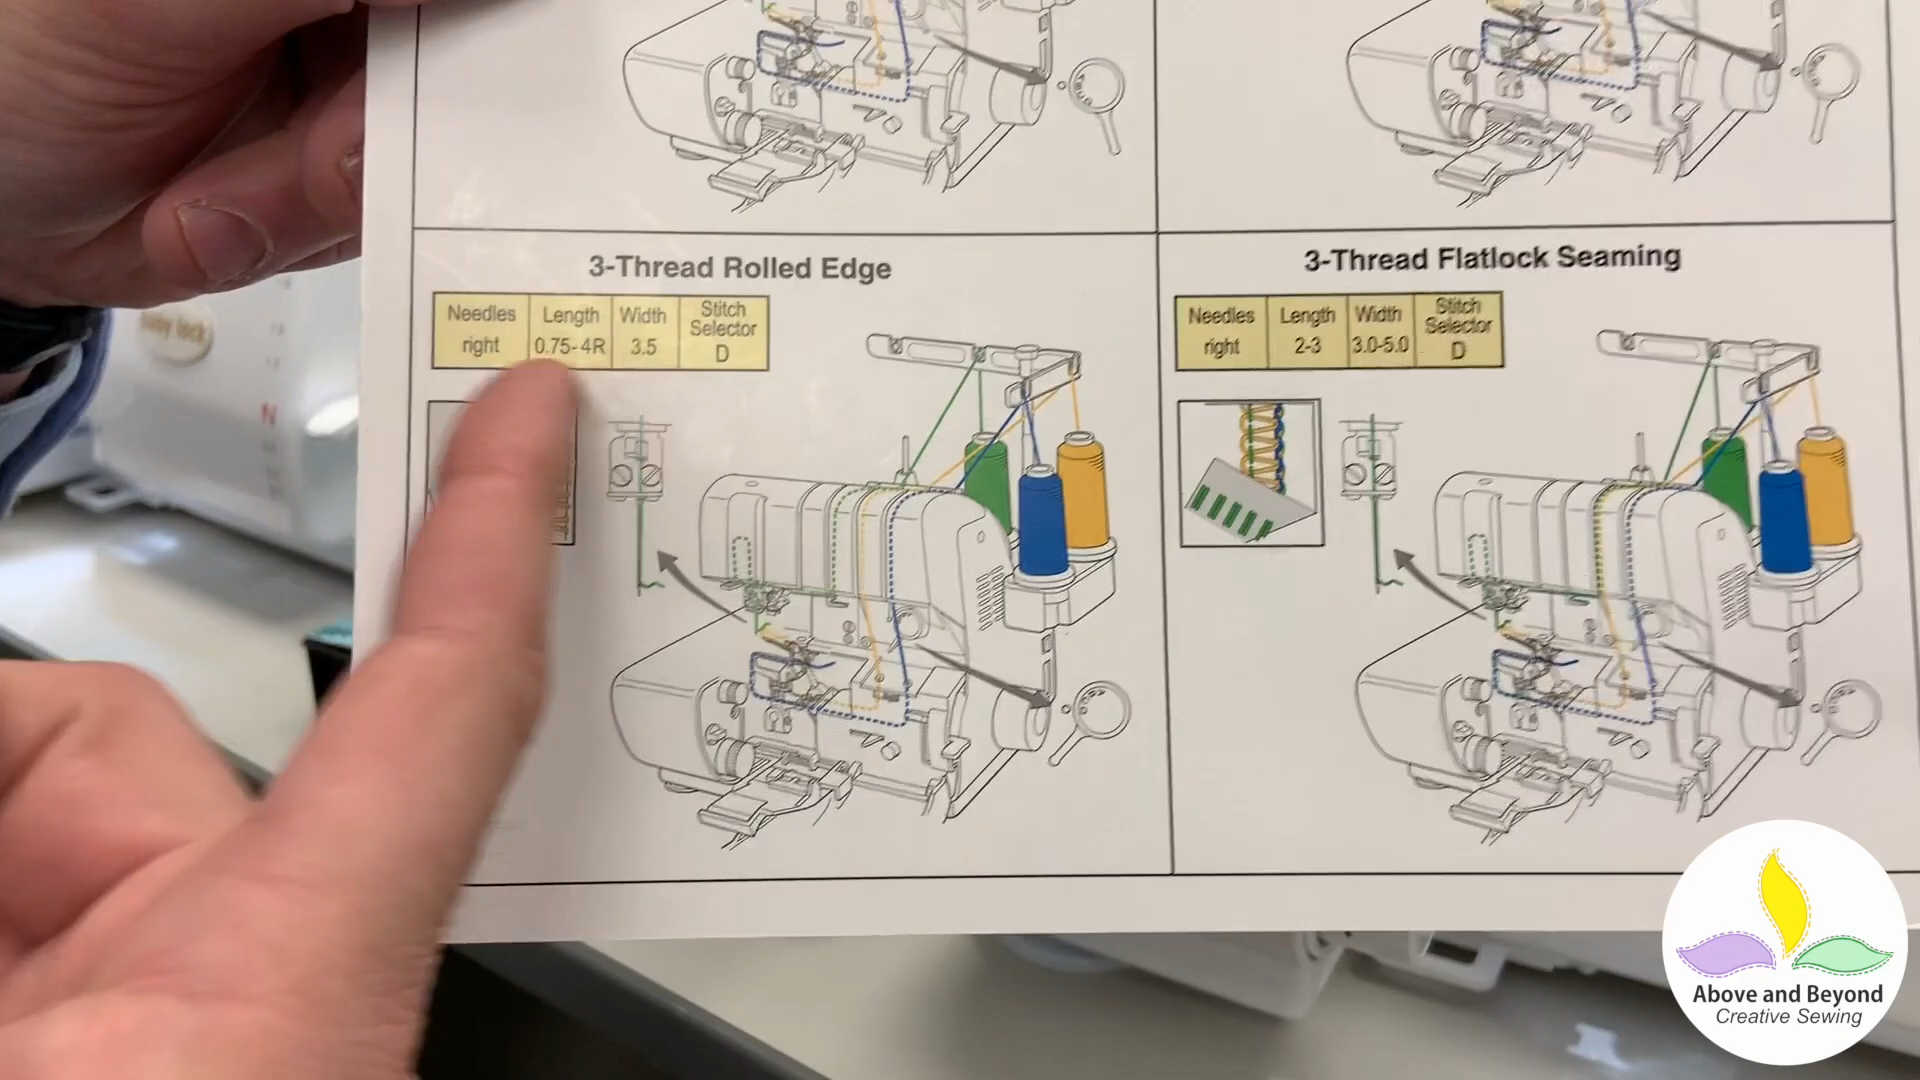 3-Thread Rolled Edge
Needles Length Width Stitch Selector
right 0.75-4R 3.5 D
3-Thread Flatlock Seaming
Needles Length Width Stitch Selector
right 2-3 3.0-5.0 D
lock
N
Above and Beyond
Creative Sewing